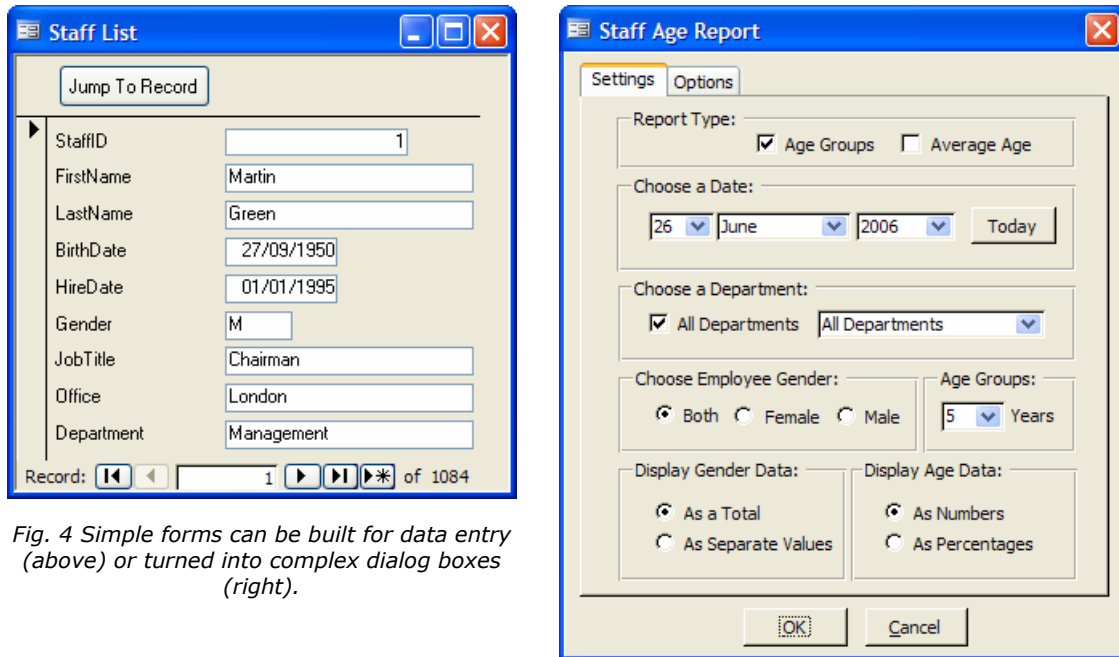 Staff List
Jump To Record
StaffID 1
FirstName Martin
LastName Green
BirthDate 27/09/1950
HireDate 01/01/1995
Gender M
JobTitle Chairman
Office London
Department Management
Record: 1 of 1084
Fig. 4 Simple forms can be built for data entry
(above) or turned into complex dialog boxes
(right).
Staff Age Report
Settings Options
Report Type:
Age Groups Average Age
Choose a Date:
26 June 2006 Today
Choose a Department:
All Departments All Departments
Choose Employee Gender: Age Groups:
Both Female Male 5 Years
Display Gender Data: Display Age Data:
As a Total As Numbers
As Separate Values As Percentages
OK Cancel